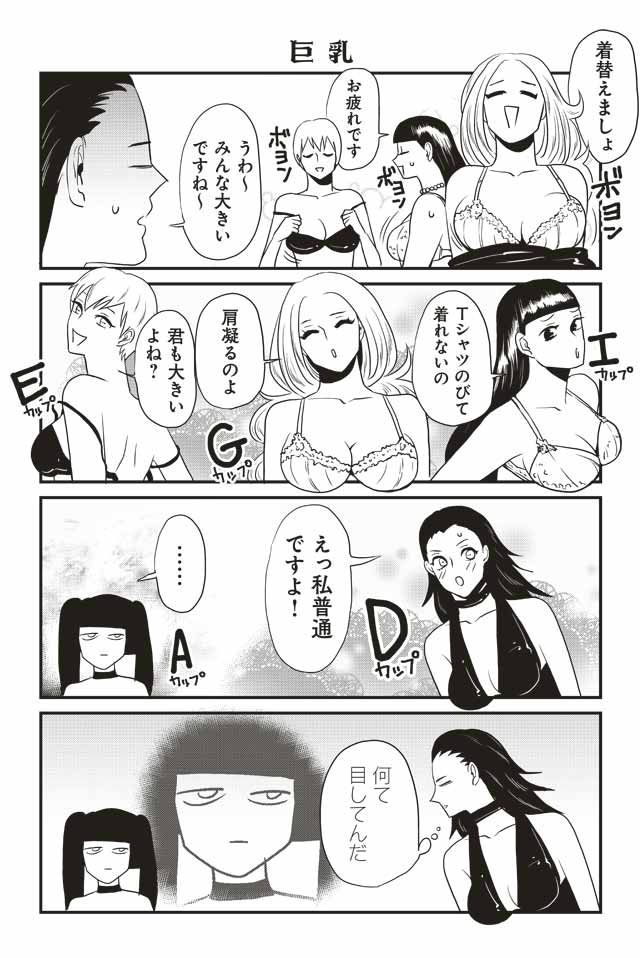 巨乳
着替えましょ
ボヨン
お疲れです
ボヨン
ボヨン
うわ〜
みんな大きい
ですね〜
Tシャツのびて
着れないの
I
カップ
肩凝るのよ
G
カップ
君も大きい
よね？
E
カップ
えっ私普通
ですよ！
D
カップ
……
A
カップ
何て
目してんだ